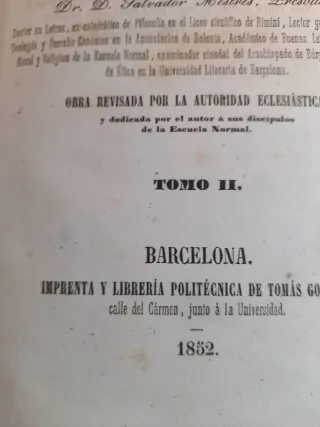 Dr. D. Salvador Mestres, Presbít
Doctor en Letras, ex-catedrático de Filosofía en el Liceo científico de Rimini, Lector
Teología y Derecho Canónico en la Asociacion de Bolonia, Académico de Buenas Le
Moral y Religion de la Escuela Normal, examinador sinodal del Arzobispado de
de Ética en la Universidad Literaria de Barcelona.
OBRA REVISADA POR LA AUTORIDAD ECLESIÁSTICA
y dedicada por el autor á sus discípulos
de la Escuela Normal.
TOMO II.
BARCELONA.
IMPRENTA Y LIBRERÍA POLITÉCNICA DE TOMÁS GO
calle del Cármen, junto á la Universidad.
1852.